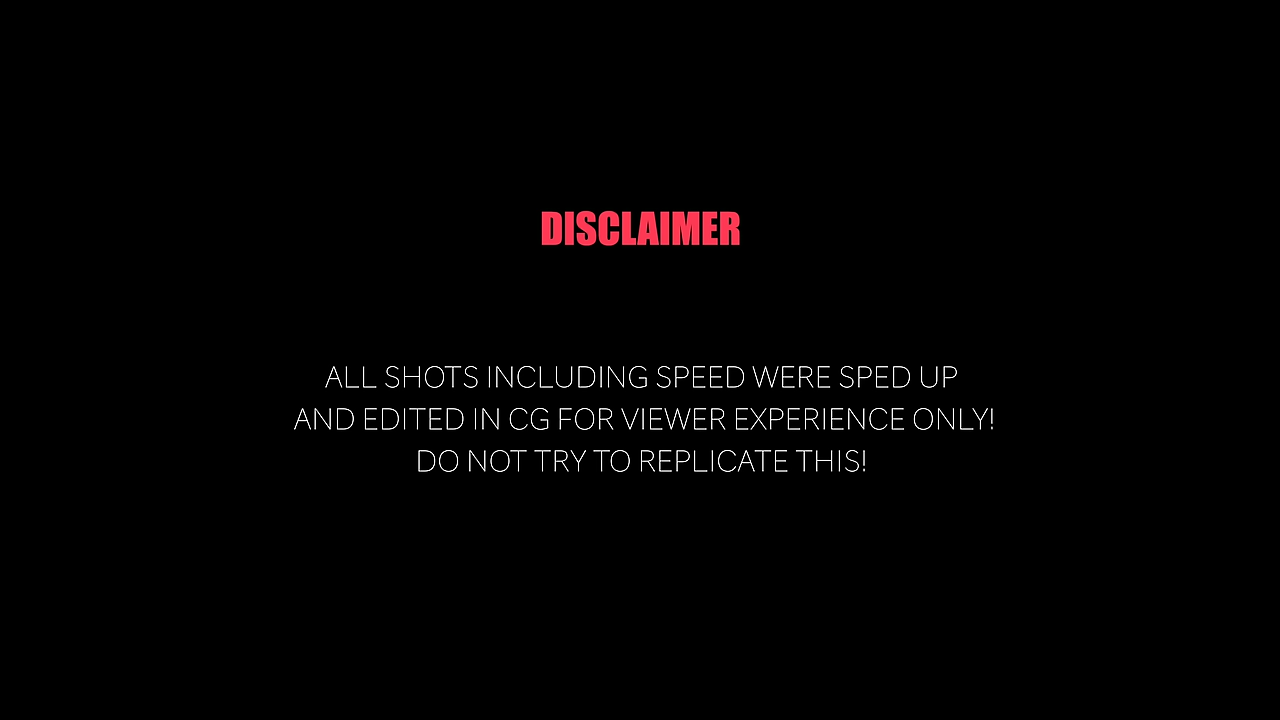 DISCLAIMER
ALL SHOTS INCLUDING SPEED WERE SPED UP
AND EDITED IN CG FOR VIEWER EXPERIENCE ONLY!
DO NOT TRY TO REPLICATE THIS!